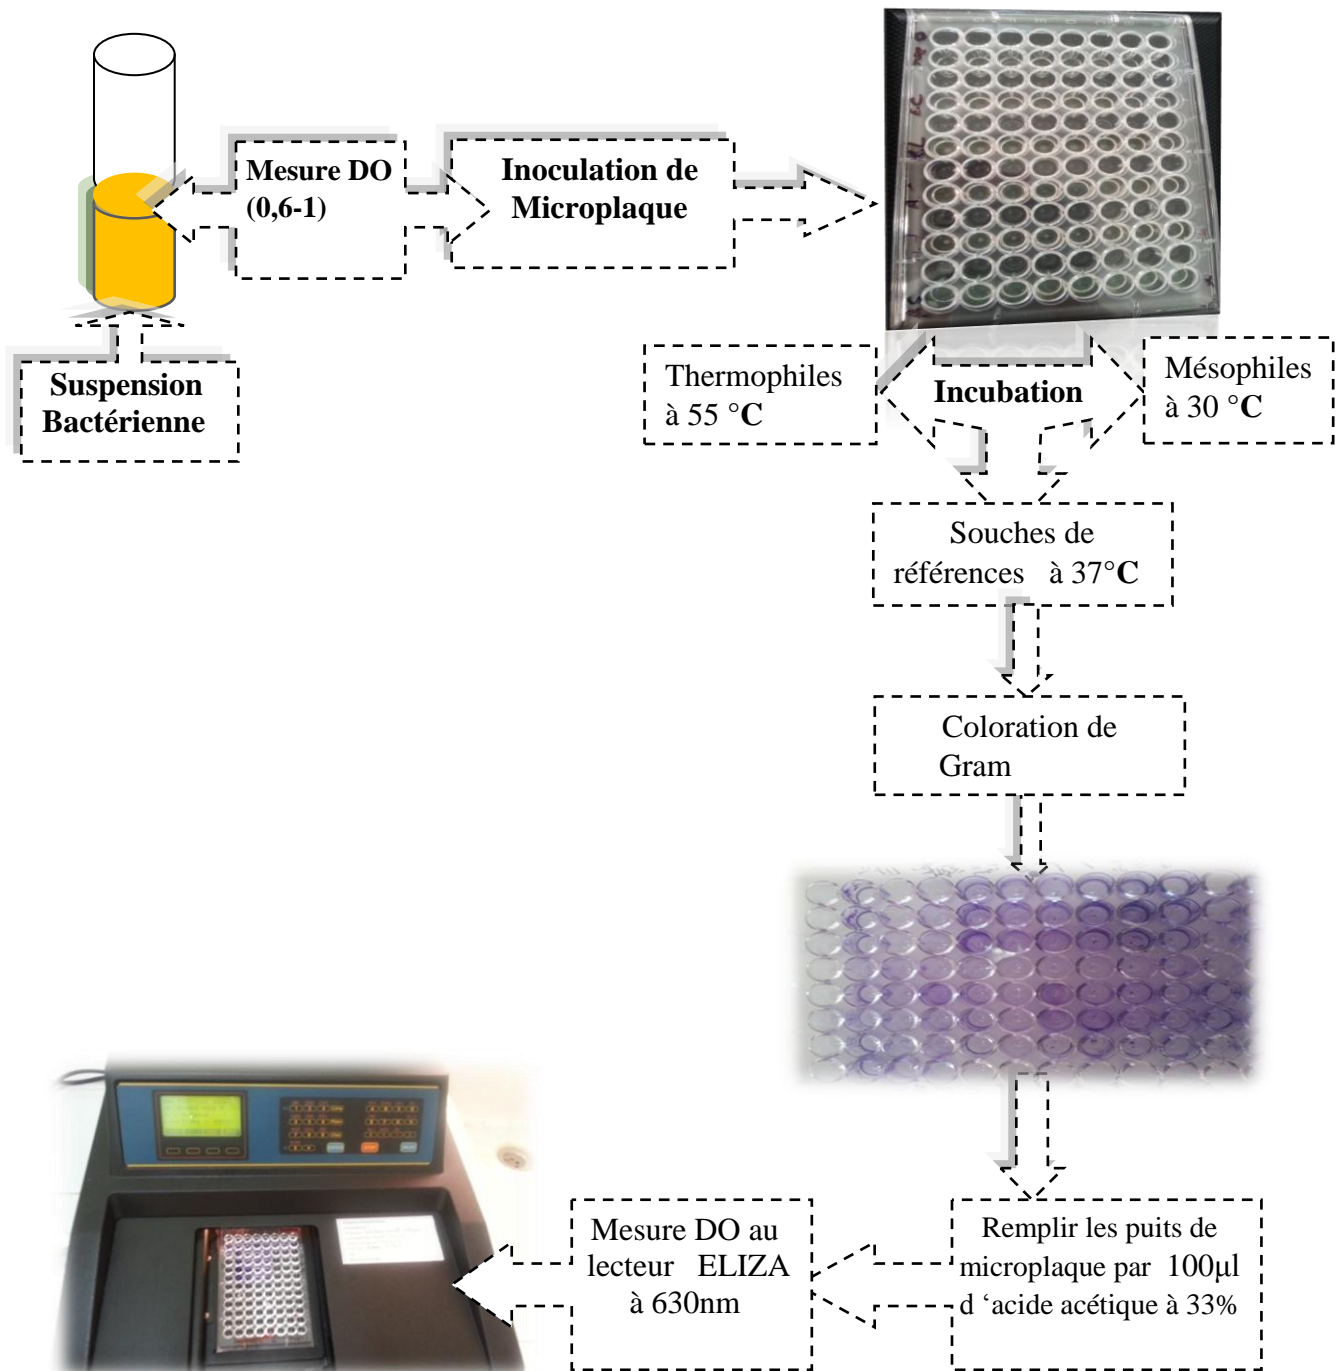 Mesure DO
(0,6-1)
Inoculation de
Microplaque
Suspension
Bactérienne
Thermophiles
à 55 °C
Incubation
Mésophiles
à 30 °C
Souches de
références à 37°C
Coloration de
Gram
Remplir les puits de
microplaque par 100µl
d ‘acide acétique à 33%
Mesure DO au
lecteur ELIZA
à 630nm